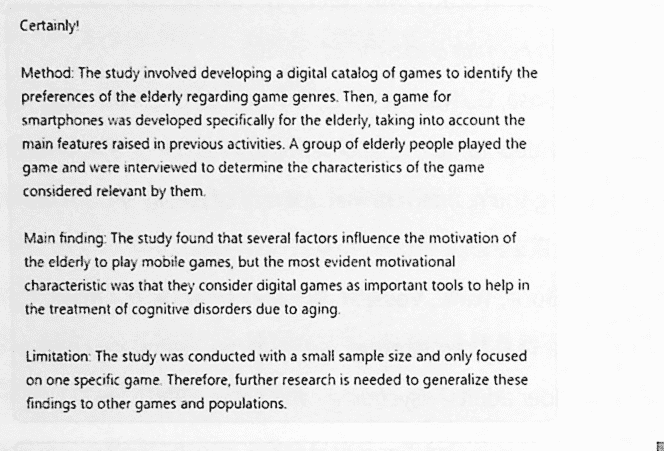 Certainly!
Method: The study involved developing a digital catalog of games to identify the
preferences of the elderly regarding game genres. Then, a game for
smartphones was developed specifically for the elderly, taking into account the
main features raised in previous activities. A group of elderly people played the
game and were interviewed to determine the characteristics of the game
considered relevant by them.
Main finding: The study found that several factors influence the motivation of
the elderly to play mobile games, but the most evident motivational
characteristic was that they consider digital games as important tools to help in
the treatment of cognitive disorders due to aging.
Limitation: The study was conducted with a small sample size and only focused
on one specific game. Therefore, further research is needed to generalize these
findings to other games and populations.